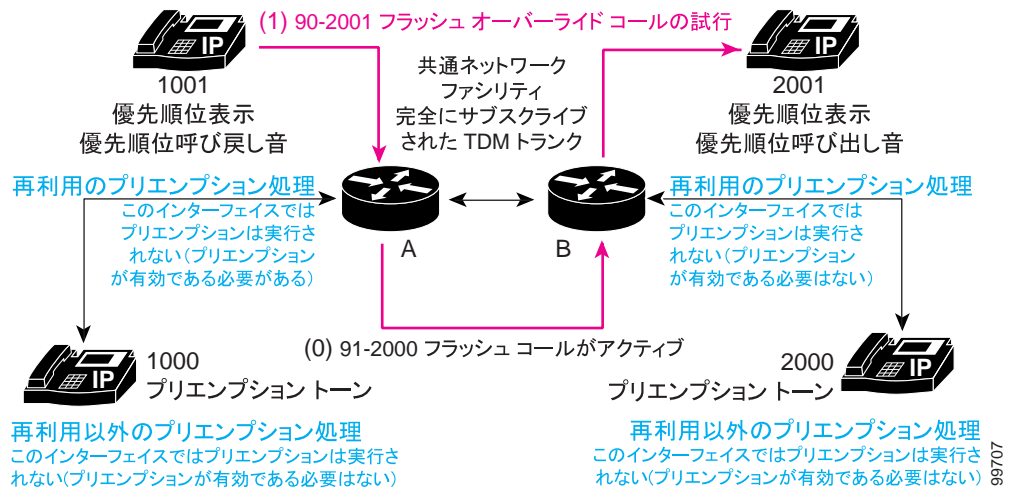 (1) 90-2001 フラッシュ オーバーライド コールの試行
IP
1001
優先順位表示
優先順位呼び戻し音
共通ネットワーク
ファシリティ
完全にサブスクライブ
された TDM トランク
IP
2001
優先順位表示
優先順位呼び出し音
再利用のプリエンプション処理
このインターフェイスでは
プリエンプションは実行さ
れない(プリエンプション
が有効である必要がある)
A
B
再利用のプリエンプション処理
このインターフェイスでは
プリエンプションは実行さ
れない(プリエンプション
が有効である必要はない)
(0) 91-2000 フラッシュ コールがアクティブ
IP
1000
プリエンプション トーン
2000
プリエンプション トーン
IP
再利用以外のプリエンプション処理
このインターフェイスではプリエンプションは実行さ
れない(プリエンプションが有効である必要はない)
再利用以外のプリエンプション処理
このインターフェイスではプリエンプションは実行さ
れない(プリエンプションが有効である必要はない)
99707